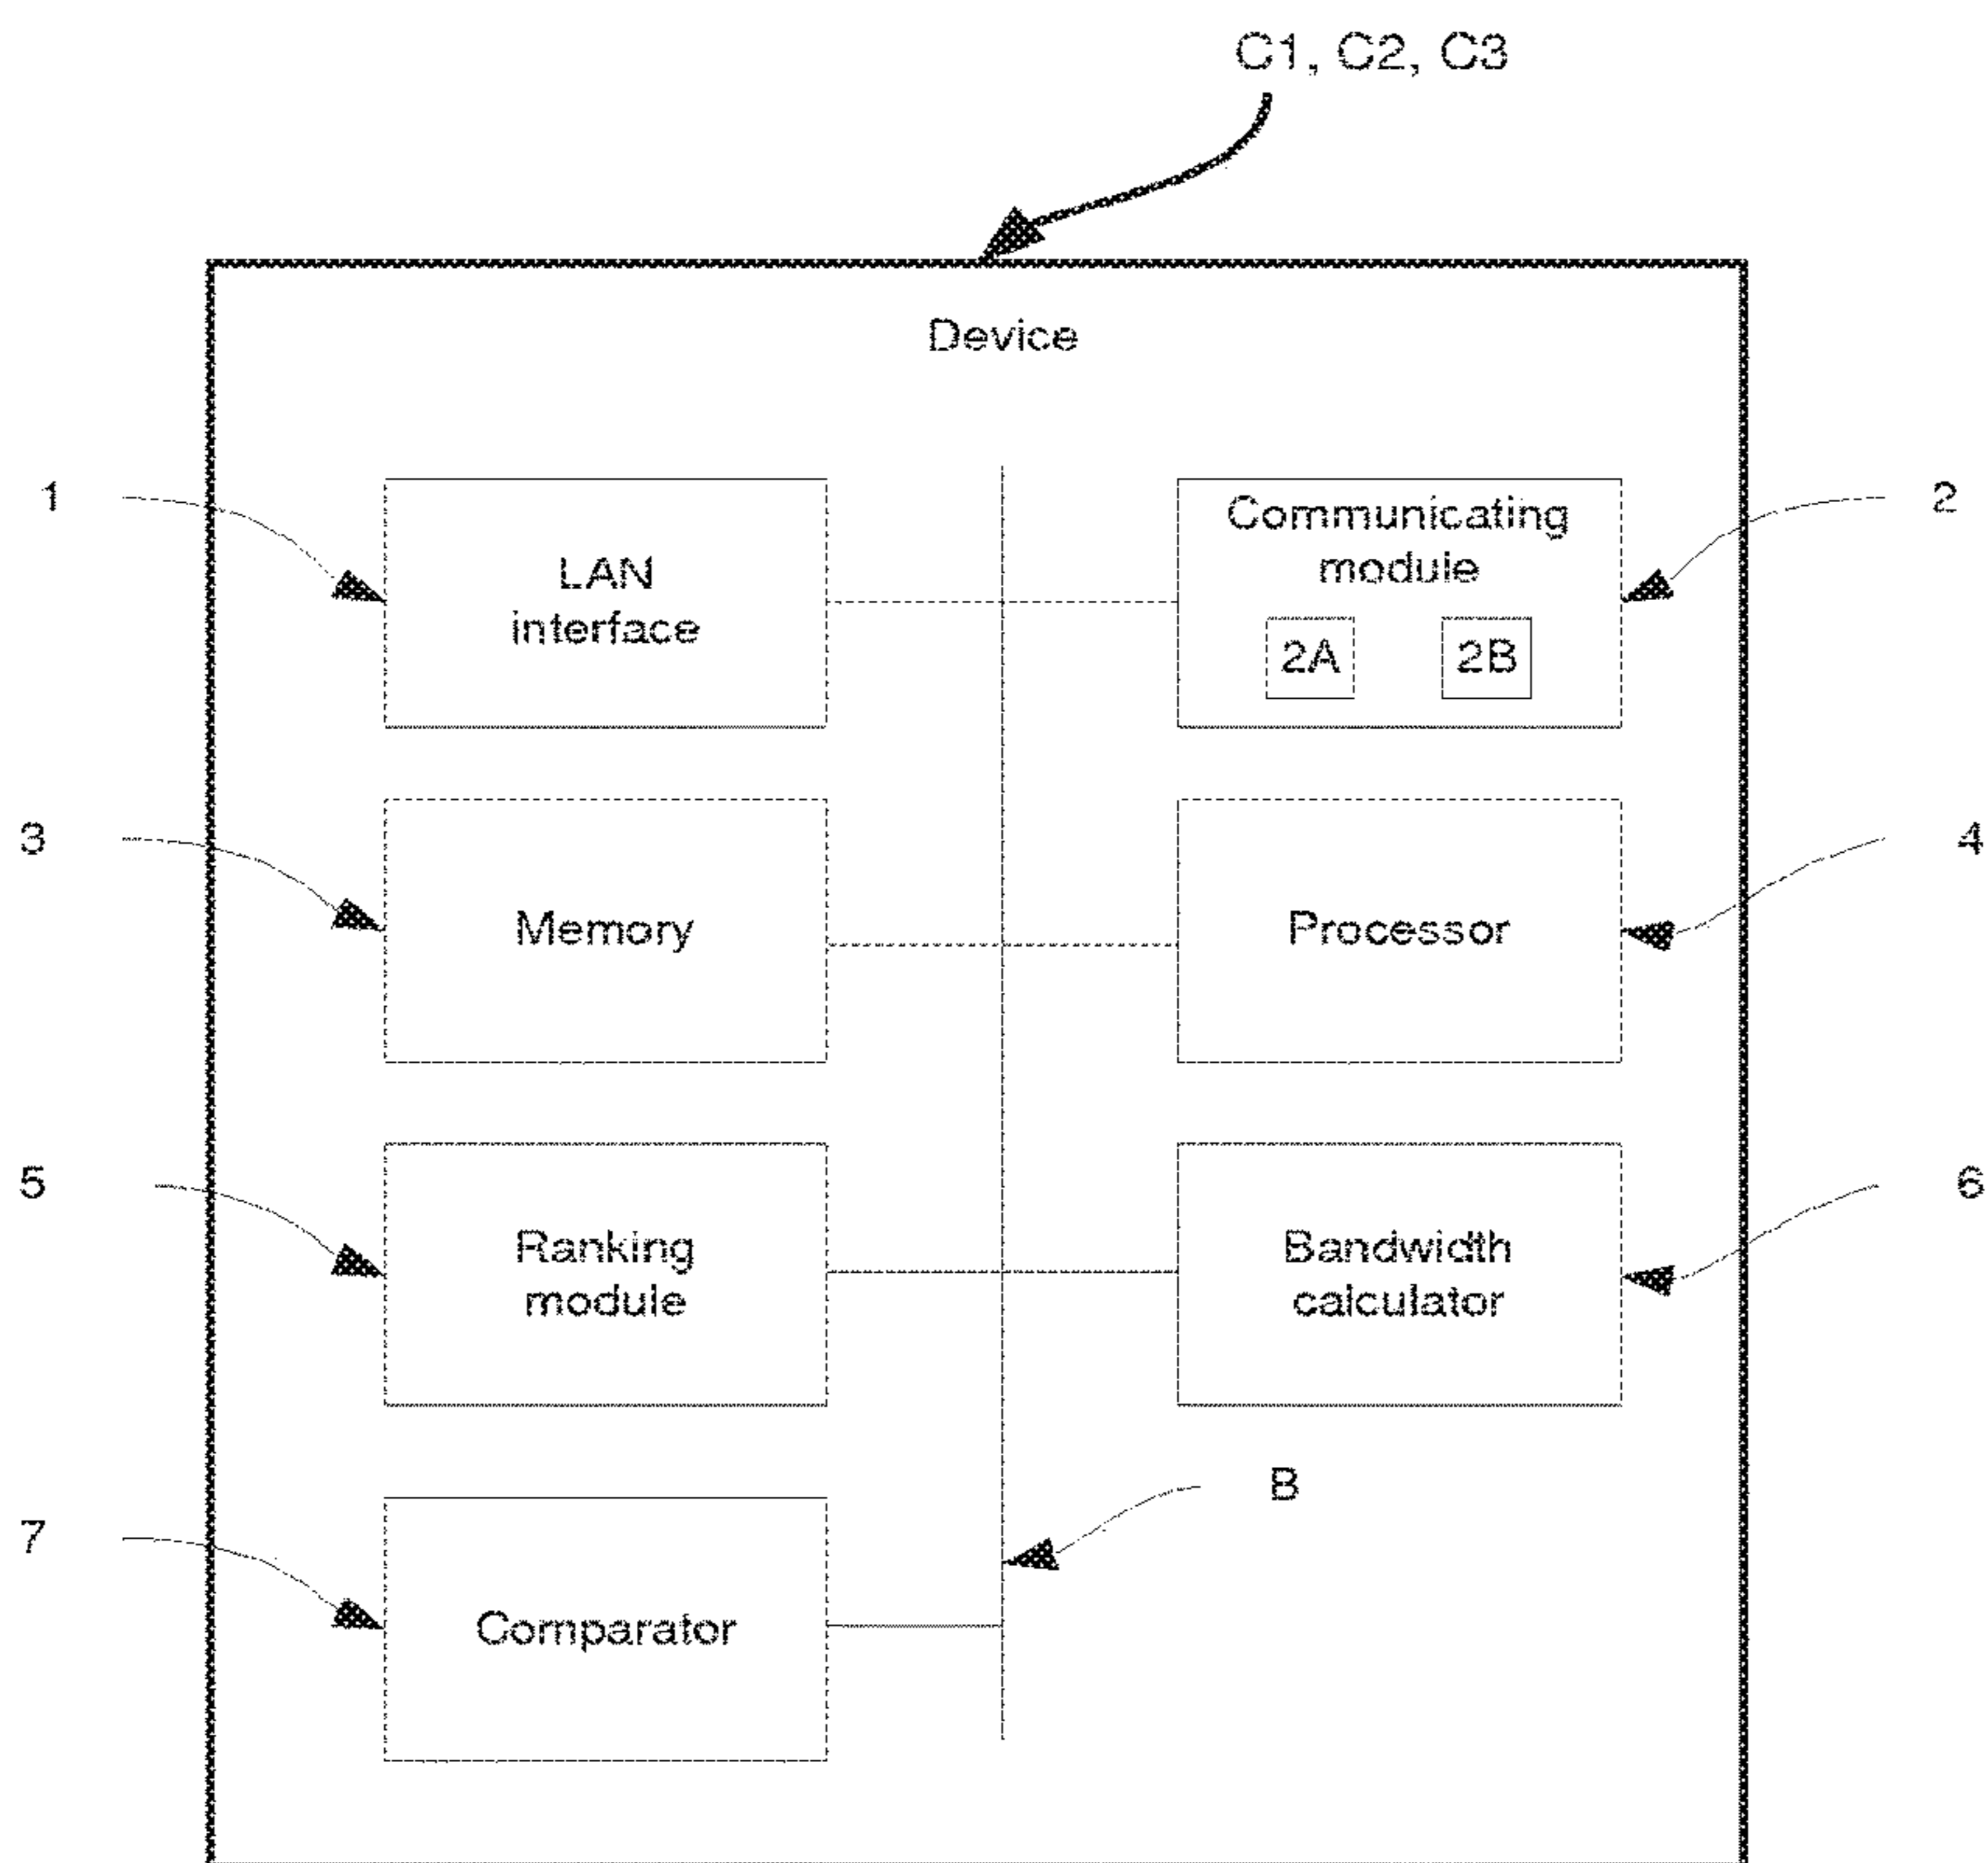 C1, C2, C3
Device
1
LAN
interface
Communicating
module
2A
2B
2
3
Memory
Processor
4
5
Ranking
module
Bandwidth
calculator
6
B
7
Comparator